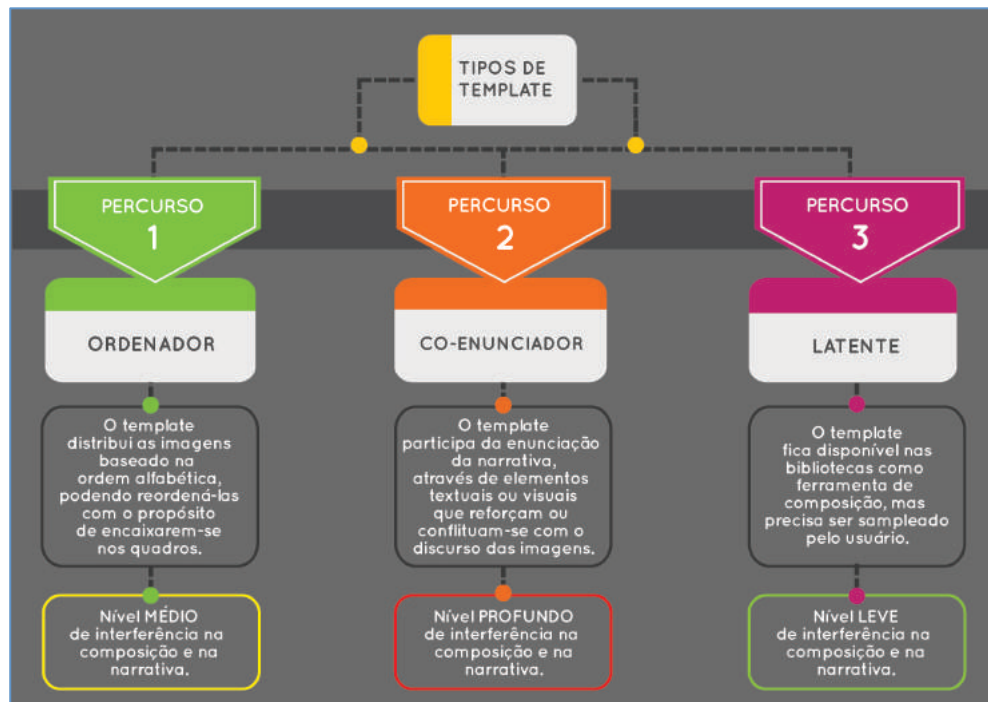 TIPOS DE
TEMPLATE
PERCURSO
1
ORDENADOR
O template
distribui as imagens
baseado na
ordem alfabética,
podendo reordená-las
com o propósito
de encaixarem-se
nos quadros.
Nível MÉDIO
de interferência na
composição e na
narrativa.
PERCURSO
2
CO-ENUNCIADOR
O template
participa da enunciação
da narrativa,
através de elementos
textuais ou visuais
que reforçam ou
conflituam-se com o
discurso das imagens.
Nível PROFUNDO
de interferência na
composição e na
narrativa.
PERCURSO
3
LATENTE
O template
fica disponível nas
bibliotecas como
ferramenta de
composição, mas
precisa ser sampleado
pelo usuário.
Nível LEVE
de interferência na
composição e na
narrativa.